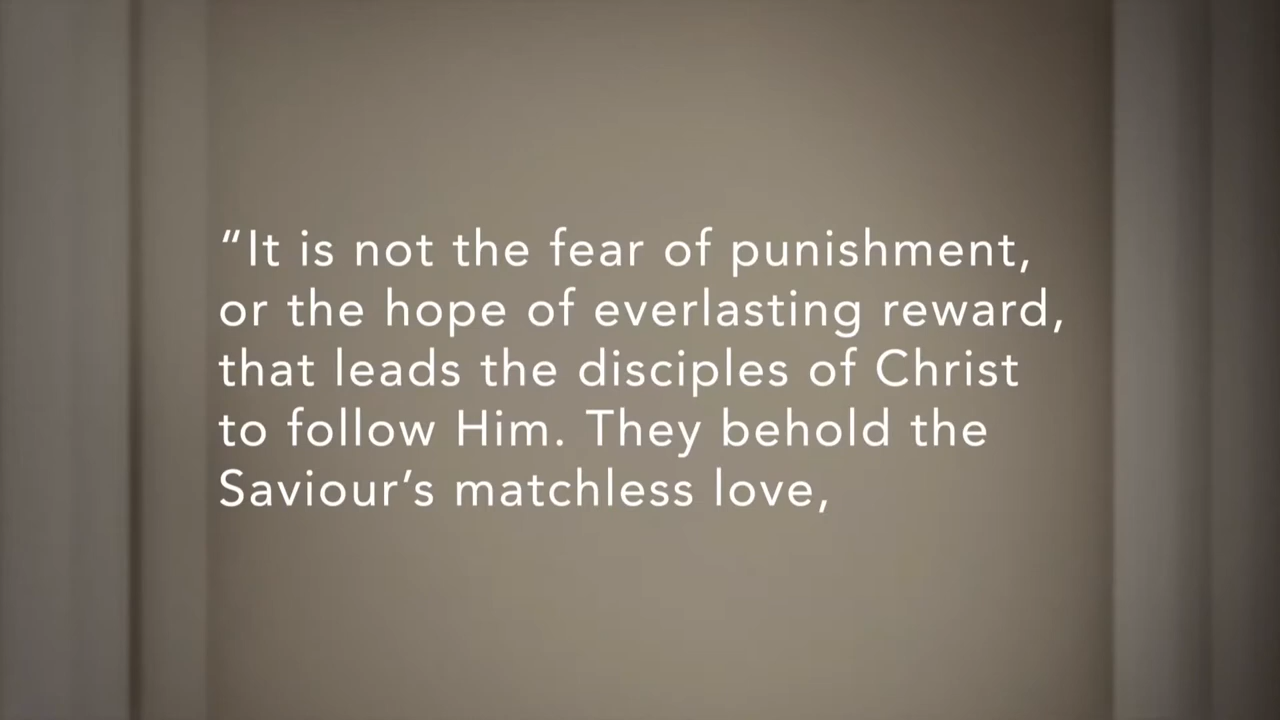 “It is not the fear of punishment,
or the hope of everlasting reward,
that leads the disciples of Christ
to follow Him. They behold the
Saviour’s matchless love,